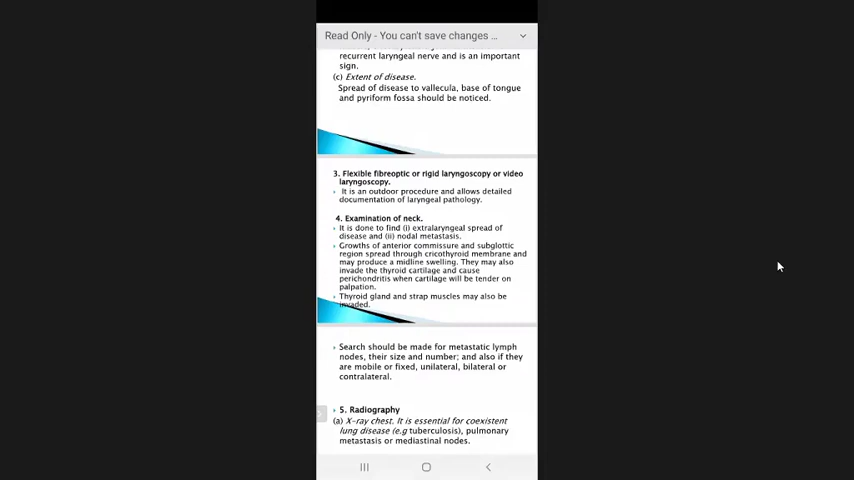 Read Only - You can't save changes ...
recurrent laryngeal nerve and is an important
sign.
(c) Extent of disease.
Spread of disease to vallecula, base of tongue
and pyriform fossa should be noticed.
3. Flexible fibreoptic or rigid laryngoscopy or video
laryngoscopy.
It is an outdoor procedure and allows detailed
documentation of laryngeal pathology.
4. Examination of neck.
It is done to find (i) extralaryngeal spread of
disease and (ii) nodal metastasis.
Growths of anterior commissure and subglottic
region spread through cricothyroid membrane and
may produce a midline swelling. They may also
invade the thyroid cartilage and cause
perichondritis when cartilage will be tender on
palpation.
Thyroid gland and strap muscles may also be
invaded.
Search should be made for metastatic lymph
nodes, their size and number; and also if they
are mobile or fixed, unilateral, bilateral or
contralateral.
5. Radiography
(a) X-ray chest. It is essential for coexistent
lung disease (e.g tuberculosis), pulmonary
metastasis or mediastinal nodes.